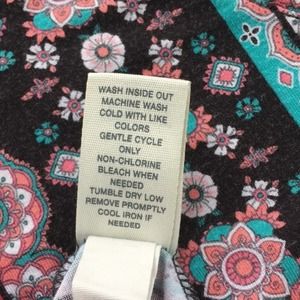 WASH INSIDE OUT
MACHINE WASH
COLD WITH LIKE
COLORS
GENTLE CYCLE
ONLY
NON-CHLORINE
BLEACH WHEN
NEEDED
TUMBLE DRY LOW
REMOVE PROMPTLY
COOL IRON IF
NEEDED